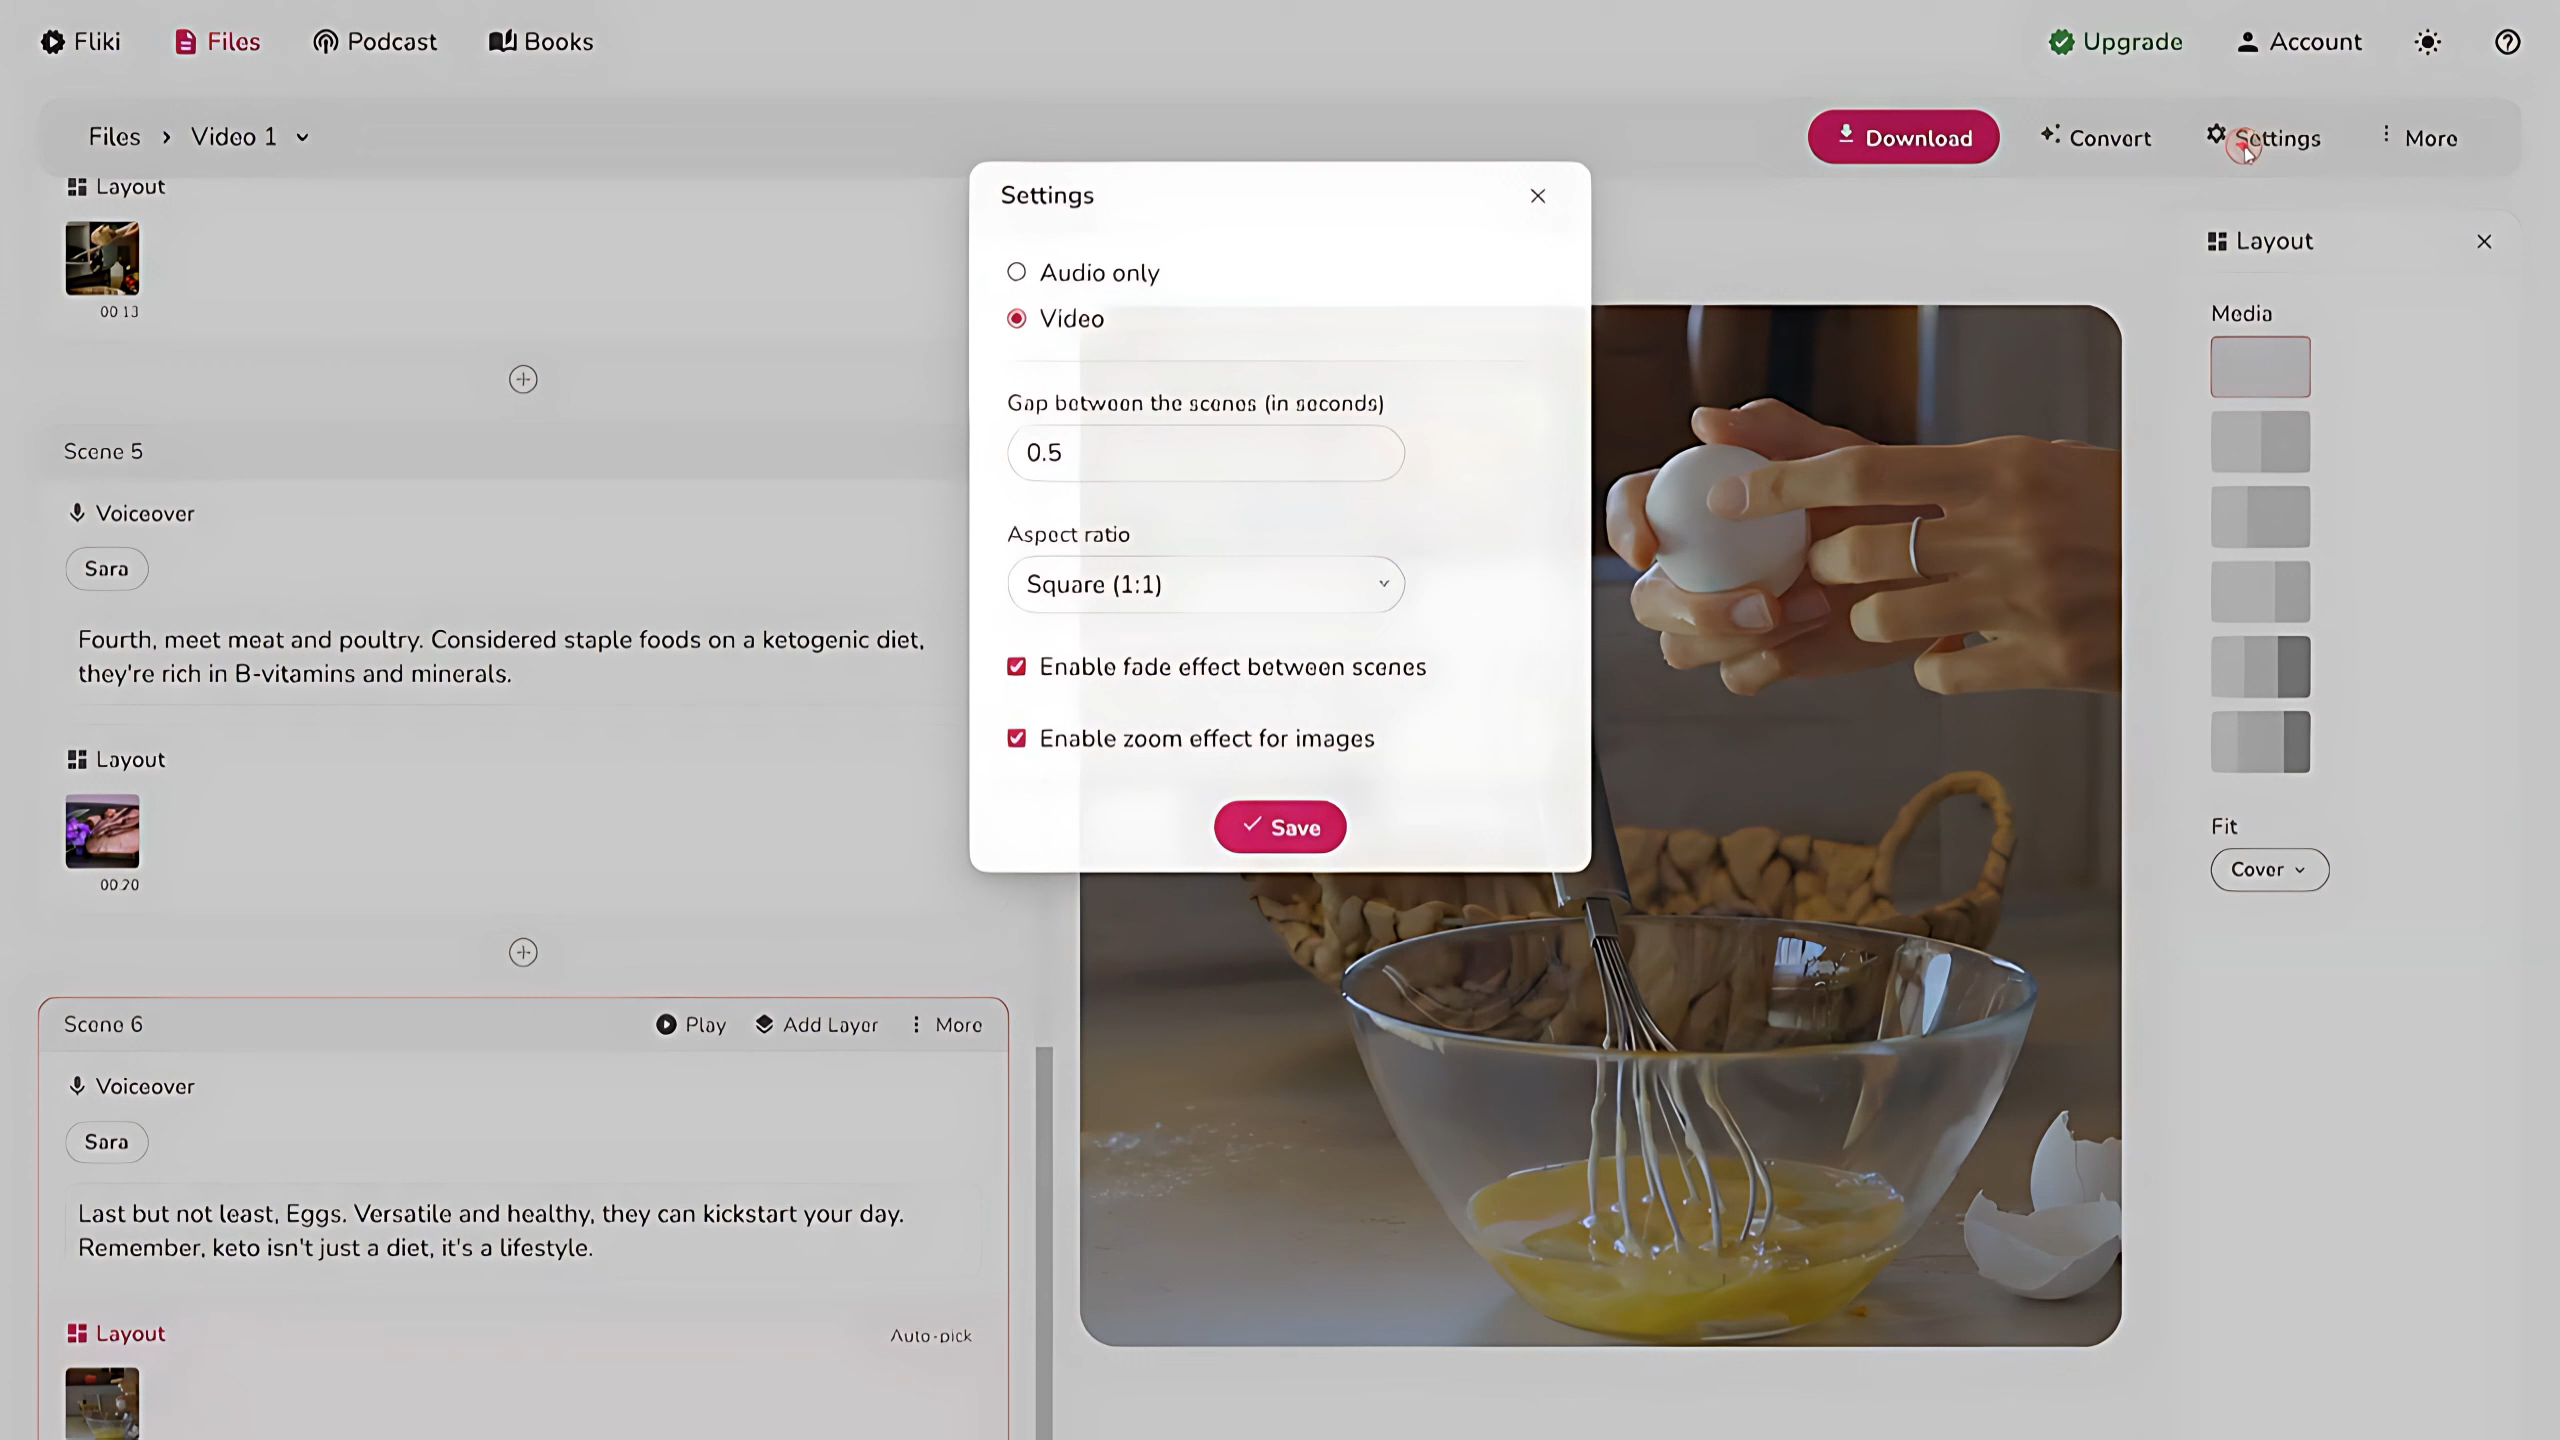 Fliki
Files
Podcast
Books
Upgrade
Account
Files
Video 1
Download
Convert
Settings
More
Layout
00 13
Scene 5
Voiceover
Sara
Fourth, meet meat and poultry. Considered staple foods on a ketogenic diet,
they're rich in B-vitamins and minerals.
Layout
00:20
Scene 6
Play
Add Layer
More
Voiceover
Sara
Last but not least, Eggs. Versatile and healthy, they can kickstart your day.
Remember, keto isn't just a diet, it's a lifestyle.
Layout
Auto-pick
Settings
Audio only
Video
Gap between the scenes (in seconds)
0.5
Aspect ratio
Square (1:1)
Enable fade effect between scenes
Enable zoom effect for images
Save
Layout
Media
Fit
Cover